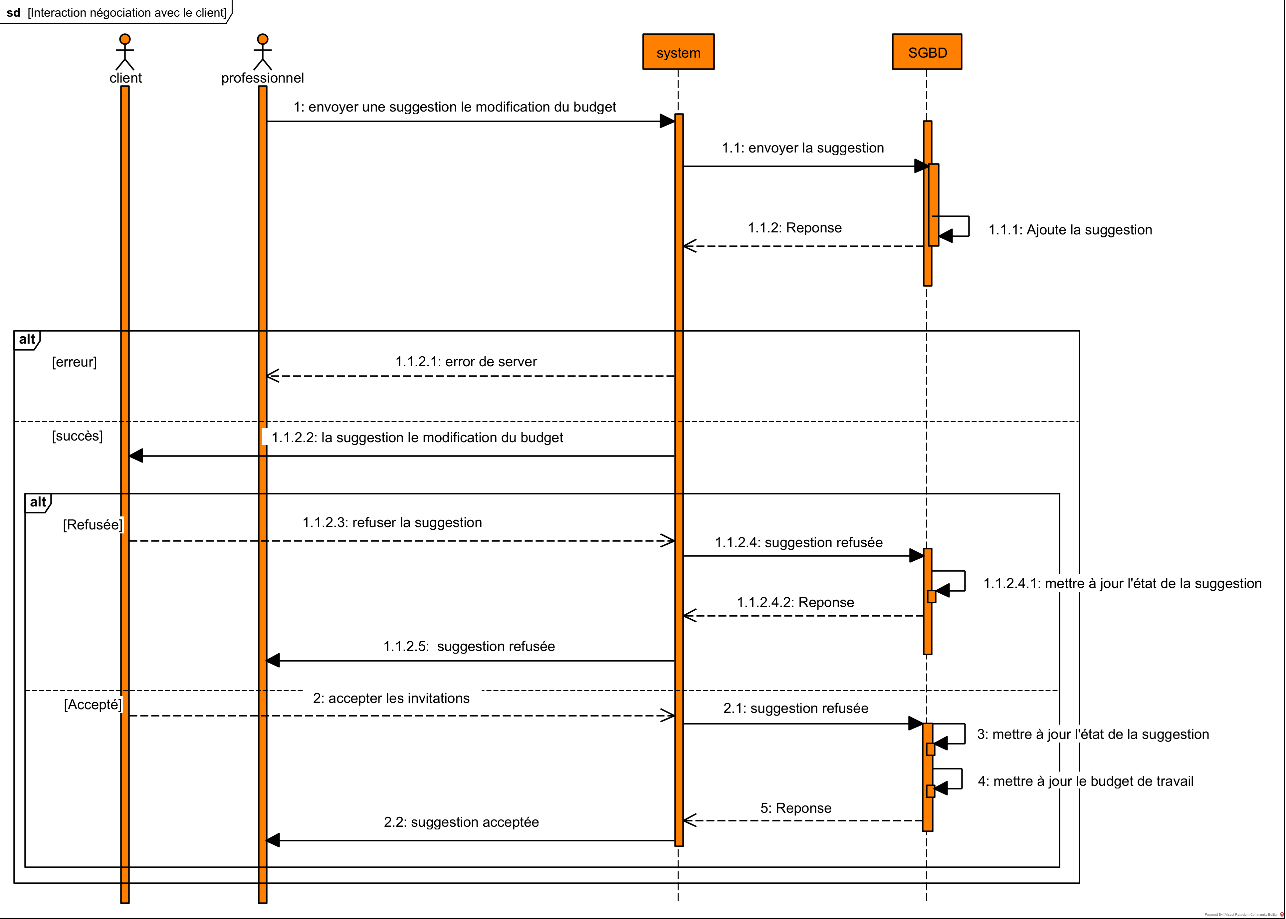 sd [Interaction négociation avec le client]
client
professionnel
system
SGBD
1: envoyer une suggestion le modification du budget
1.1: envoyer la suggestion
1.1.2: Reponse
1.1.1: Ajoute la suggestion
alt
[erreur]
1.1.2.1: error de server
[succès]
1.1.2.2: la suggestion le modification du budget
alt
[Refusée]
1.1.2.3: refuser la suggestion
1.1.2.4: suggestion refusée
1.1.2.4.1: mettre à jour l'état de la suggestion
1.1.2.4.2: Reponse
1.1.2.5: suggestion refusée
[Accepté]
2: accepter les invitations
2.1: suggestion refusée
3: mettre à jour l'état de la suggestion
4: mettre à jour le budget de travail
5: Reponse
2.2: suggestion acceptée